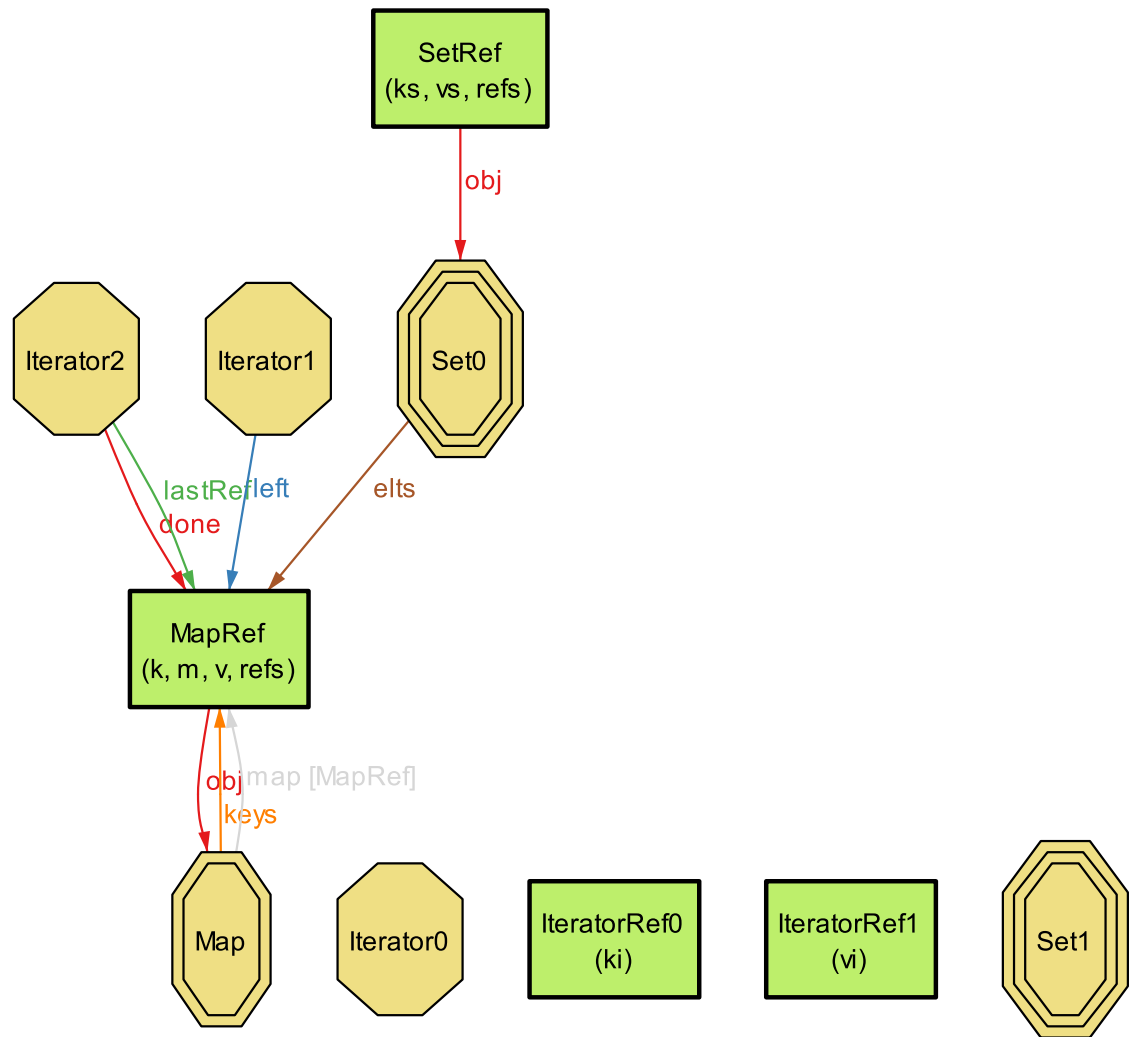 SetRef
(ks, vs, refs)
obj
Iterator2
Iterator1
Set0
lastRef
left
elts
done
MapRef
(k, m, v, refs)
obj
map [MapRef]
keys
Map
Iterator0
IteratorRef0
(ki)
IteratorRef1
(vi)
Set1